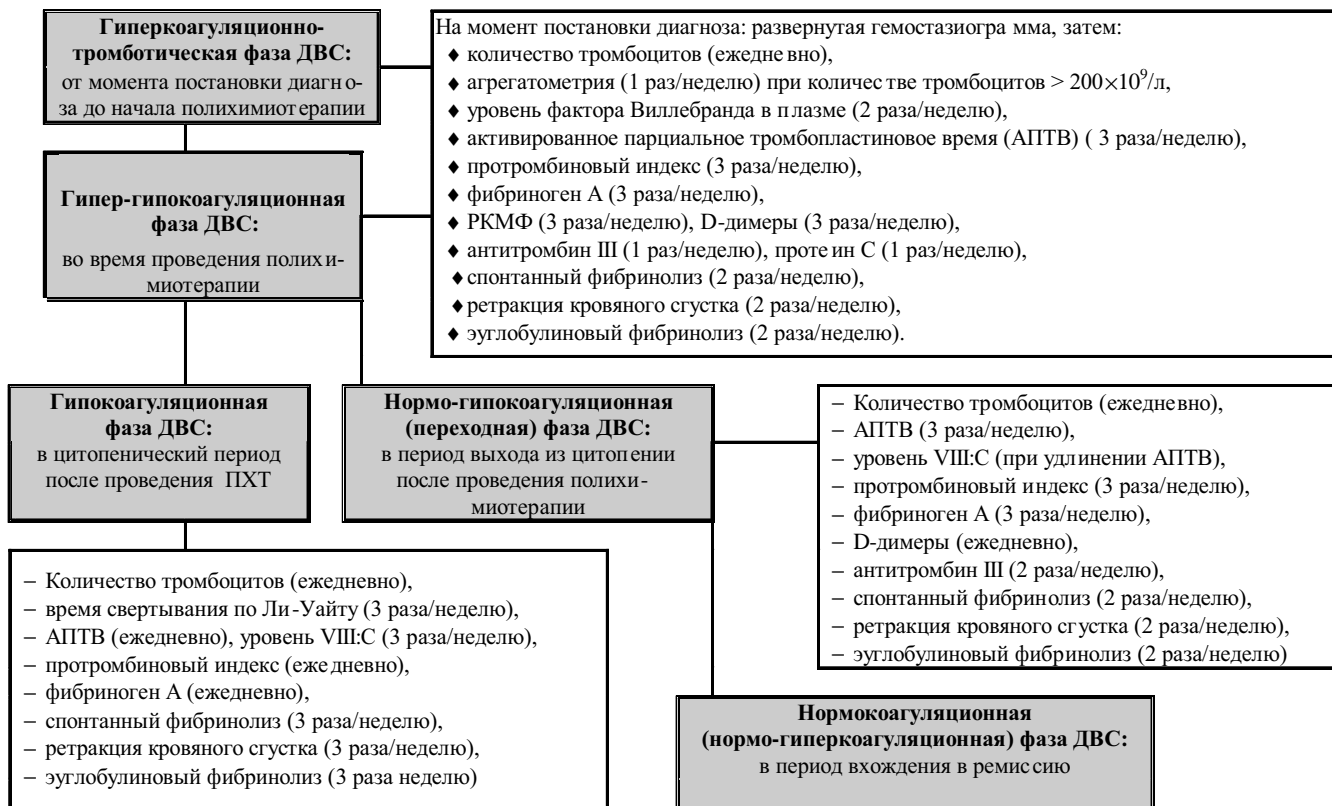 Гиперкоагуляционно-
тромботическая фаза ДВС:
от момента постановки диагно-
за до начала полихимиотерапии
На момент постановки диагноза: развернутая гемостазиогра мма, затем:
♦ количество тромбоцитов (ежедневно),
♦ агрегатометрия (1 раз/неделю) при количестве тромбоцитов > 200×10⁹/л,
♦ уровень фактора Виллебранда в плазме (2 раза/неделю),
♦ активированное парциальное тромбопластиновое время (АПТВ) ( 3 раза/неделю),
♦ протромбиновый индекс (3 раза/неделю),
♦ фибриноген А (3 раза/неделю),
♦ РКМФ (3 раза/неделю), D-димеры (3 раза/неделю),
♦ антитромбин III (1 раз/неделю), протеин С (1 раз/неделю),
♦ спонтанный фибринолиз (2 раза/неделю),
♦ ретракция кровяного сгустка (2 раза/неделю),
♦ эуглобулиновый фибринолиз (2 раза/неделю).
Гипер-гипокоагуляционная
фаза ДВС:
во время проведения полихи-
миотерапии
Гипокоагуляционная
фаза ДВС:
в цитопенический период
после проведения ПХТ
Нормо-гипокоагуляционная
(переходная) фаза ДВС:
в период выхода из цитопении
после проведения полихи-
миотерапии
– Количество тромбоцитов (ежедневно),
– АПТВ (3 раза/неделю),
– уровень VIII:C (при удлинении АПТВ),
– протромбиновый индекс (3 раза/неделю),
– фибриноген А (3 раза/неделю),
– D-димеры (ежедневно),
– антитромбин III (2 раза/неделю),
– спонтанный фибринолиз (2 раза/неделю),
– ретракция кровяного сгустка (2 раза/неделю),
– эуглобулиновый фибринолиз (2 раза/неделю)
– Количество тромбоцитов (ежедневно),
– время свертывания по Ли-Уайту (3 раза/неделю),
– АПТВ (ежедневно), уровень VIII:C (3 раза/неделю),
– протромбиновый индекс (ежедневно),
– фибриноген А (ежедневно),
– спонтанный фибринолиз (3 раза/неделю),
– ретракция кровяного сгустка (3 раза/неделю),
– эуглобулиновый фибринолиз (3 раза неделю)
Нормокоагуляционная
(нормо-гиперкоагуляционная) фаза ДВС:
в период вхождения в ремиссию